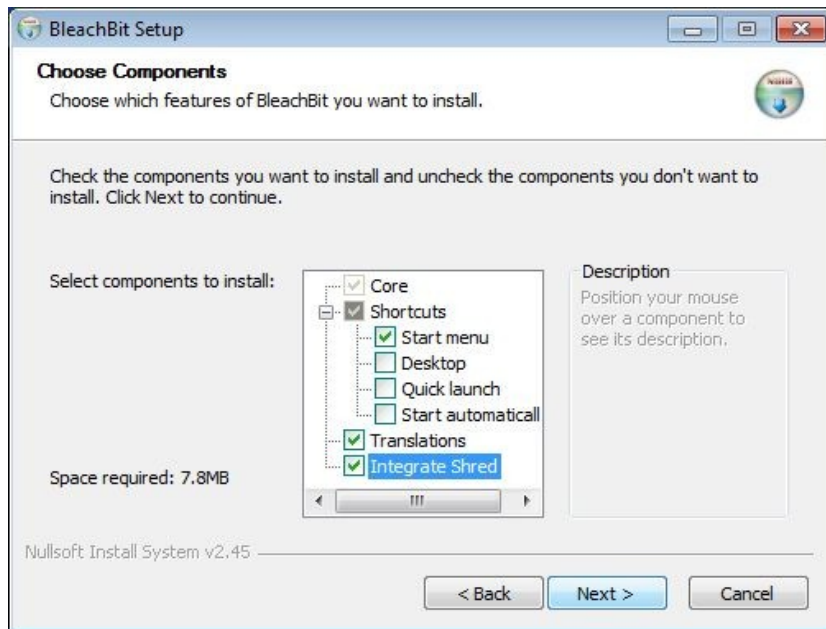 BleachBit Setup
Choose Components
Choose which features of BleachBit you want to install.
Check the components you want to install and uncheck the components you don't want to
install. Click Next to continue.
Select components to install:
Core
Shortcuts
Start menu
Desktop
Quick launch
Start automaticall
Translations
Integrate Shred
Description
Position your mouse
over a component to
see its description.
Space required: 7.8MB
Nullsoft Install System v2.45
< Back
Next >
Cancel